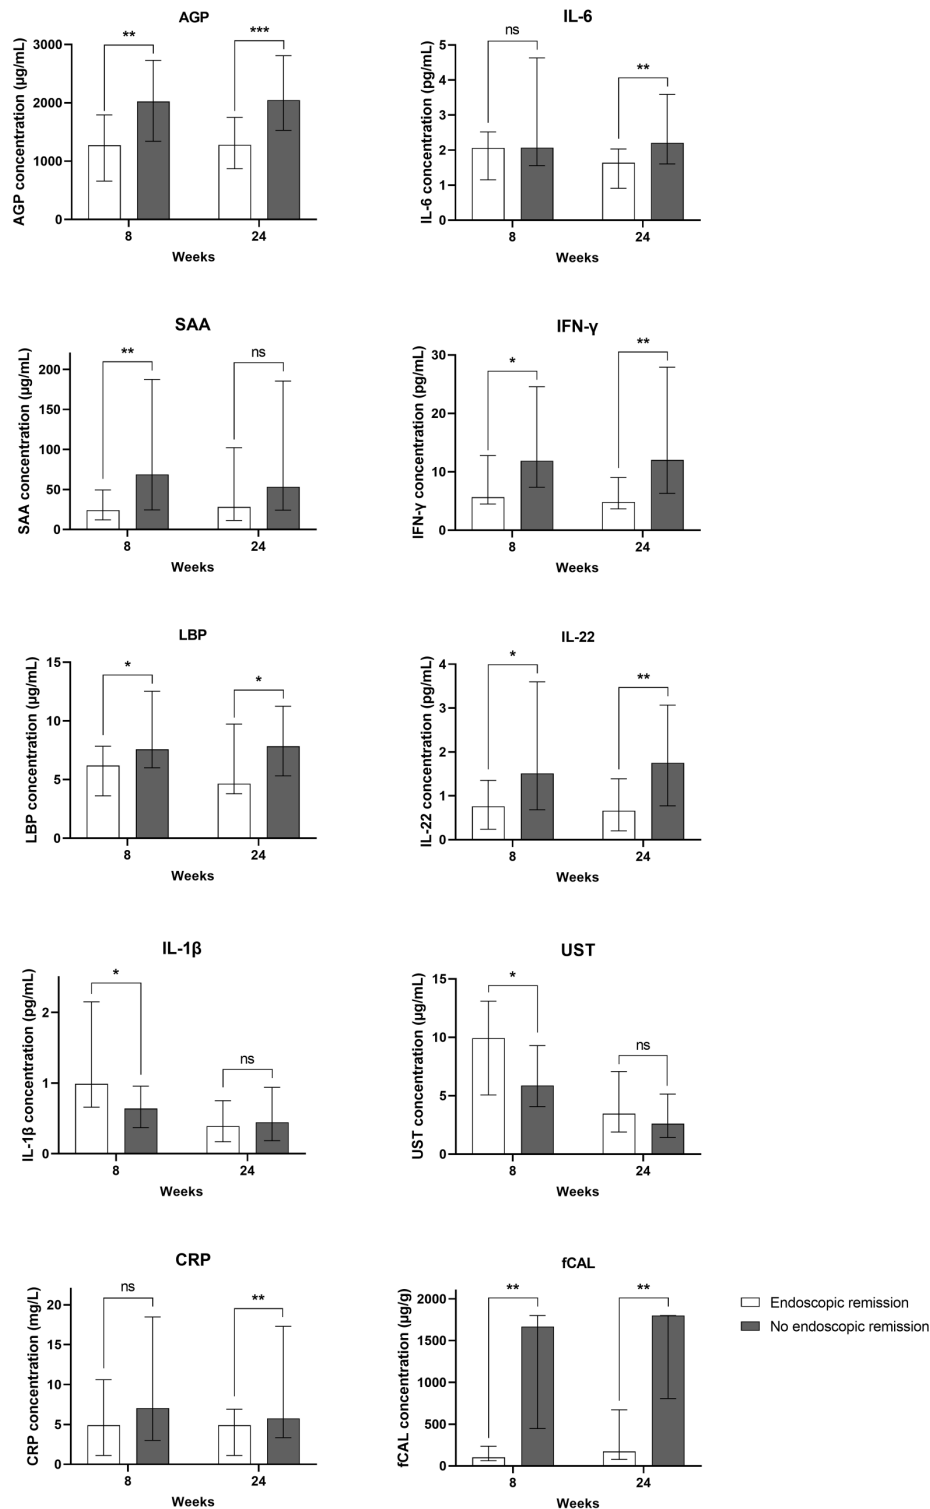 AGP
AGP concentration (µg/mL)
3000
2000
1000
0
**
***
8
24
Weeks
IL-6
IL-6 concentration (pg/mL)
5
4
3
2
1
0
ns
**
8
24
Weeks
SAA
SAA concentration (µg/mL)
200
150
100
50
0
**
ns
8
24
Weeks
IFN-γ
IFN-γ concentration (pg/mL)
30
20
10
0
*
**
8
24
Weeks
LBP
LBP concentration (µg/mL)
15
10
5
0
*
*
8
24
Weeks
IL-22
IL-22 concentration (pg/mL)
4
3
2
1
0
*
**
8
24
Weeks
IL-1β
IL-1β concentration (pg/mL)
2
1
0
*
ns
8
24
Weeks
UST
UST concentration (µg/mL)
15
10
5
0
*
ns
8
24
Weeks
CRP
CRP concentration (mg/L)
20
15
10
5
0
ns
**
8
24
Weeks
fCAL
fCAL concentration (µg/g)
2000
1500
1000
500
0
**
**
8
24
Weeks
Endoscopic remission
No endoscopic remission